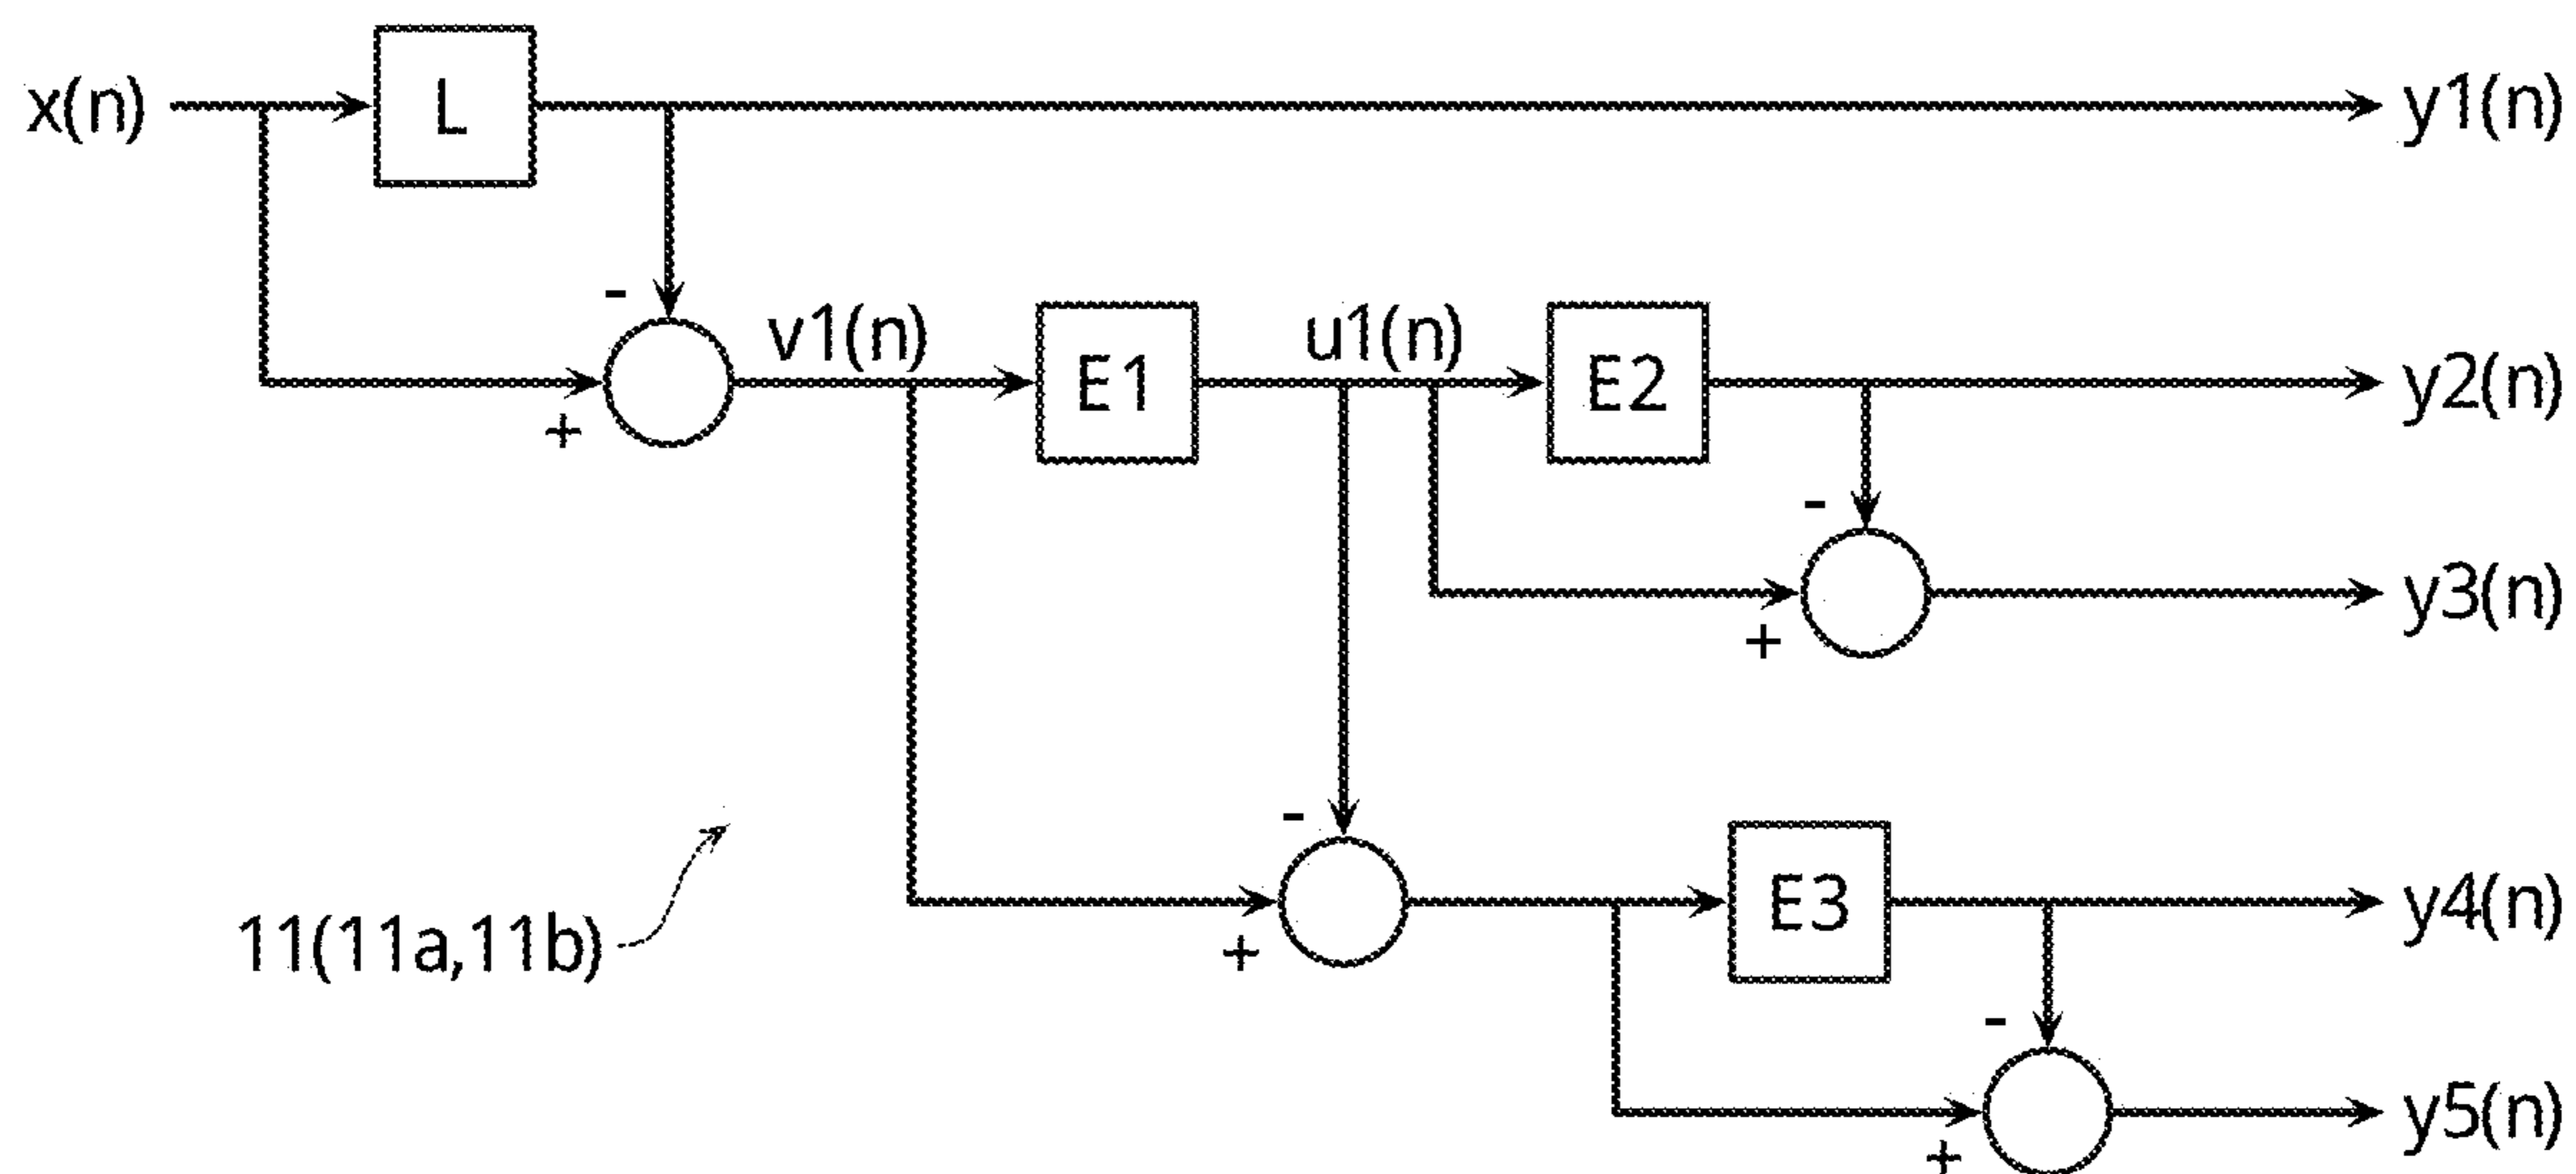 x(n)
L
y1(n)
-
+
v1(n)
E1
u1(n)
E2
y2(n)
-
+
y3(n)
-
+
E3
y4(n)
11(11a,11b)
-
+
y5(n)